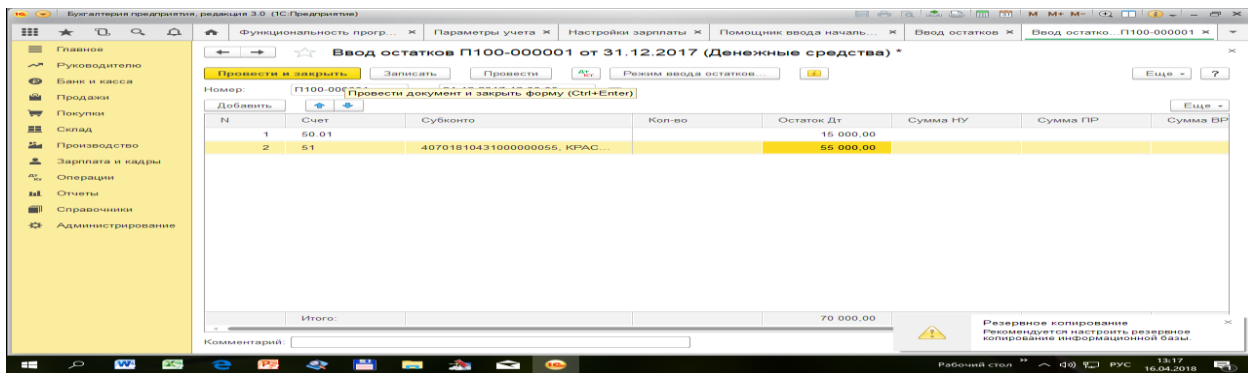 Бухгалтерия предприятия, редакция 3.0 (1С:Предприятие) M M+ M-
Функциональность прогр... × Параметры учета × Настройки зарплаты × Помощник ввода началь... × Ввод остатков × Ввод остатко...П100-000001 ×
Главное
Руководителю
Банк и касса
Продажи
Покупки
Склад
Производство
Зарплата и кадры
Операции
Отчеты
Справочники
Администрирование
Ввод остатков П100-000001 от 31.12.2017 (Денежные средства) *
Провести и закрыть Записать Провести Режим ввода остатков... Еще ?
Номер: П100-000001
Провести документ и закрыть форму (Ctrl+Enter)
Добавить Еще
N Счет Субконто Кол-во Остаток Дт Сумма НУ Сумма ПР Сумма ВР
1 50.01 15 000,00
2 51 40701810431000000055, КРАС... 55 000,00
Итого: 70 000,00
Комментарий:
Резервное копирование
Рекомендуется настроить резервное
копирование информационной базы.
Рабочий стол РУС 13:17
16.04.2018